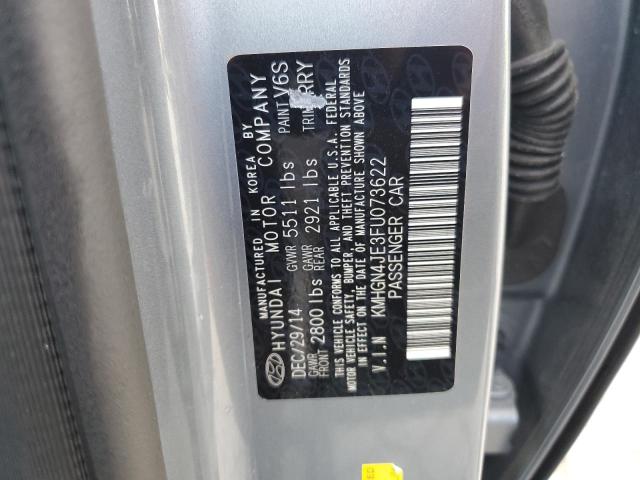 MANUFACTURED IN KOREA BY
HYUNDAI MOTOR COMPANY
DEC/29/14 GVWR 5511 lbs PAINT V6S
GAWR FRONT 2800 lbs GAWR REAR 2921 lbs TRIM RRY
THIS VEHICLE CONFORMS TO ALL APPLICABLE U.S.A. FEDERAL
MOTOR VEHICLE SAFETY, BUMPER, AND THEFT PREVENTION STANDARDS
IN EFFECT ON THE DATE OF MANUFACTURE SHOWN ABOVE
V.I.N KMHGN4JE3FU073622
PASSENGER CAR